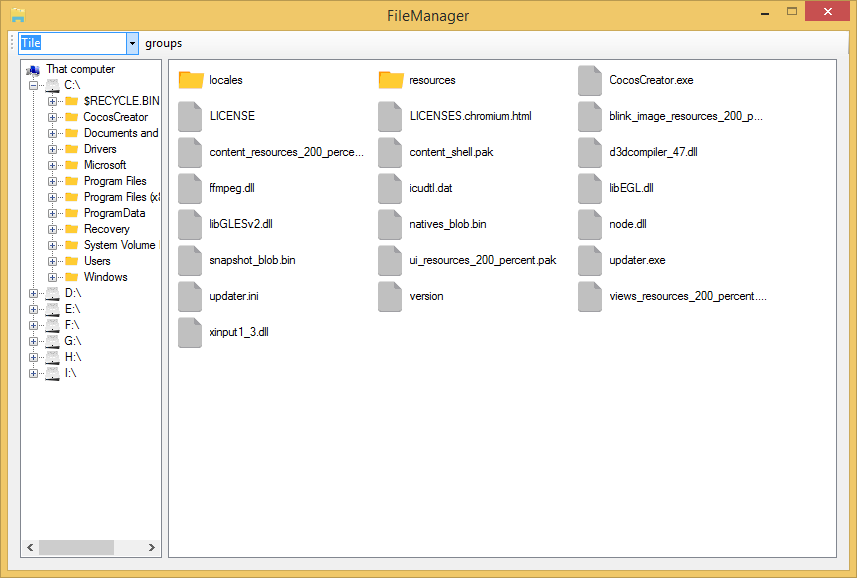 FileManager
Tile groups
That computer
C:\
$RECYCLE.BIN
CocosCreator
Documents and
Drivers
Microsoft
Program Files
Program Files (x8
ProgramData
Recovery
System Volume
Users
Windows
D:\
E:\
F:\
G:\
H:\
I:\
locales resources CocosCreator.exe
LICENSE LICENSES.chromium.html blink_image_resources_200_p...
content_resources_200_perce... content_shell.pak d3dcompiler_47.dll
ffmpeg.dll icudtl.dat libEGL.dll
libGLESv2.dll natives_blob.bin node.dll
snapshot_blob.bin ui_resources_200_percent.pak updater.exe
updater.ini version views_resources_200_percent....
xinput1_3.dll